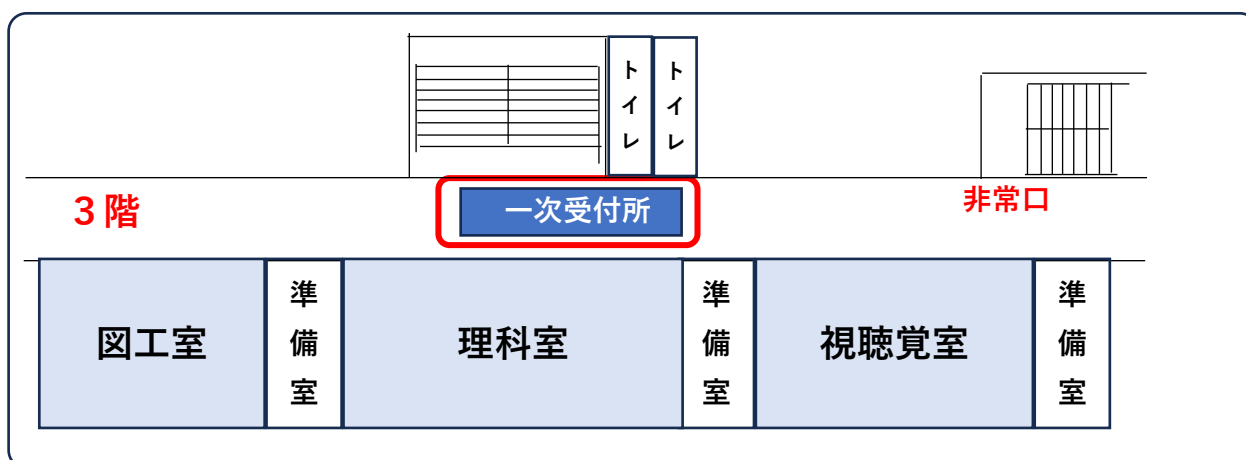 トイレ
トイレ
3階
一次受付所
非常口
図工室
準備室
理科室
準備室
視聴覚室
準備室